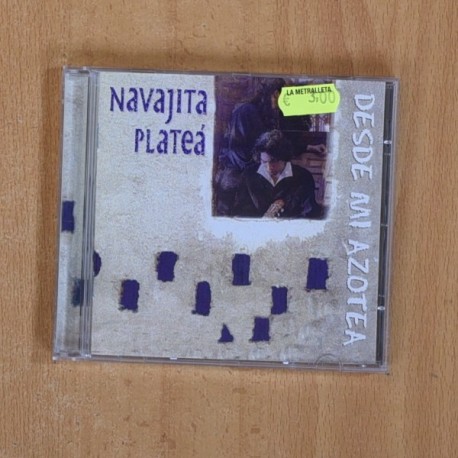 NAVAJITA
PLATEÁ
LA METRALLETA
€ 3,00
DESDE MI AZOTEA